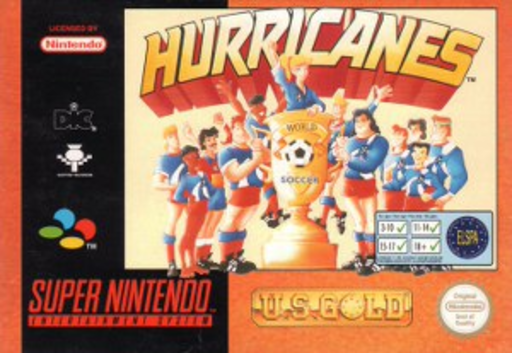 LICENSED BY
Nintendo
HURRICANES
TM
DIC
WORLD
SOCCER
3-10
11-14
15-17
18+
ELSPA
TM
SUPER NINTENDO
ENTERTAINMENT SYSTEM
U.S. GOLD
Original
Nintendo
Seal of
Quality